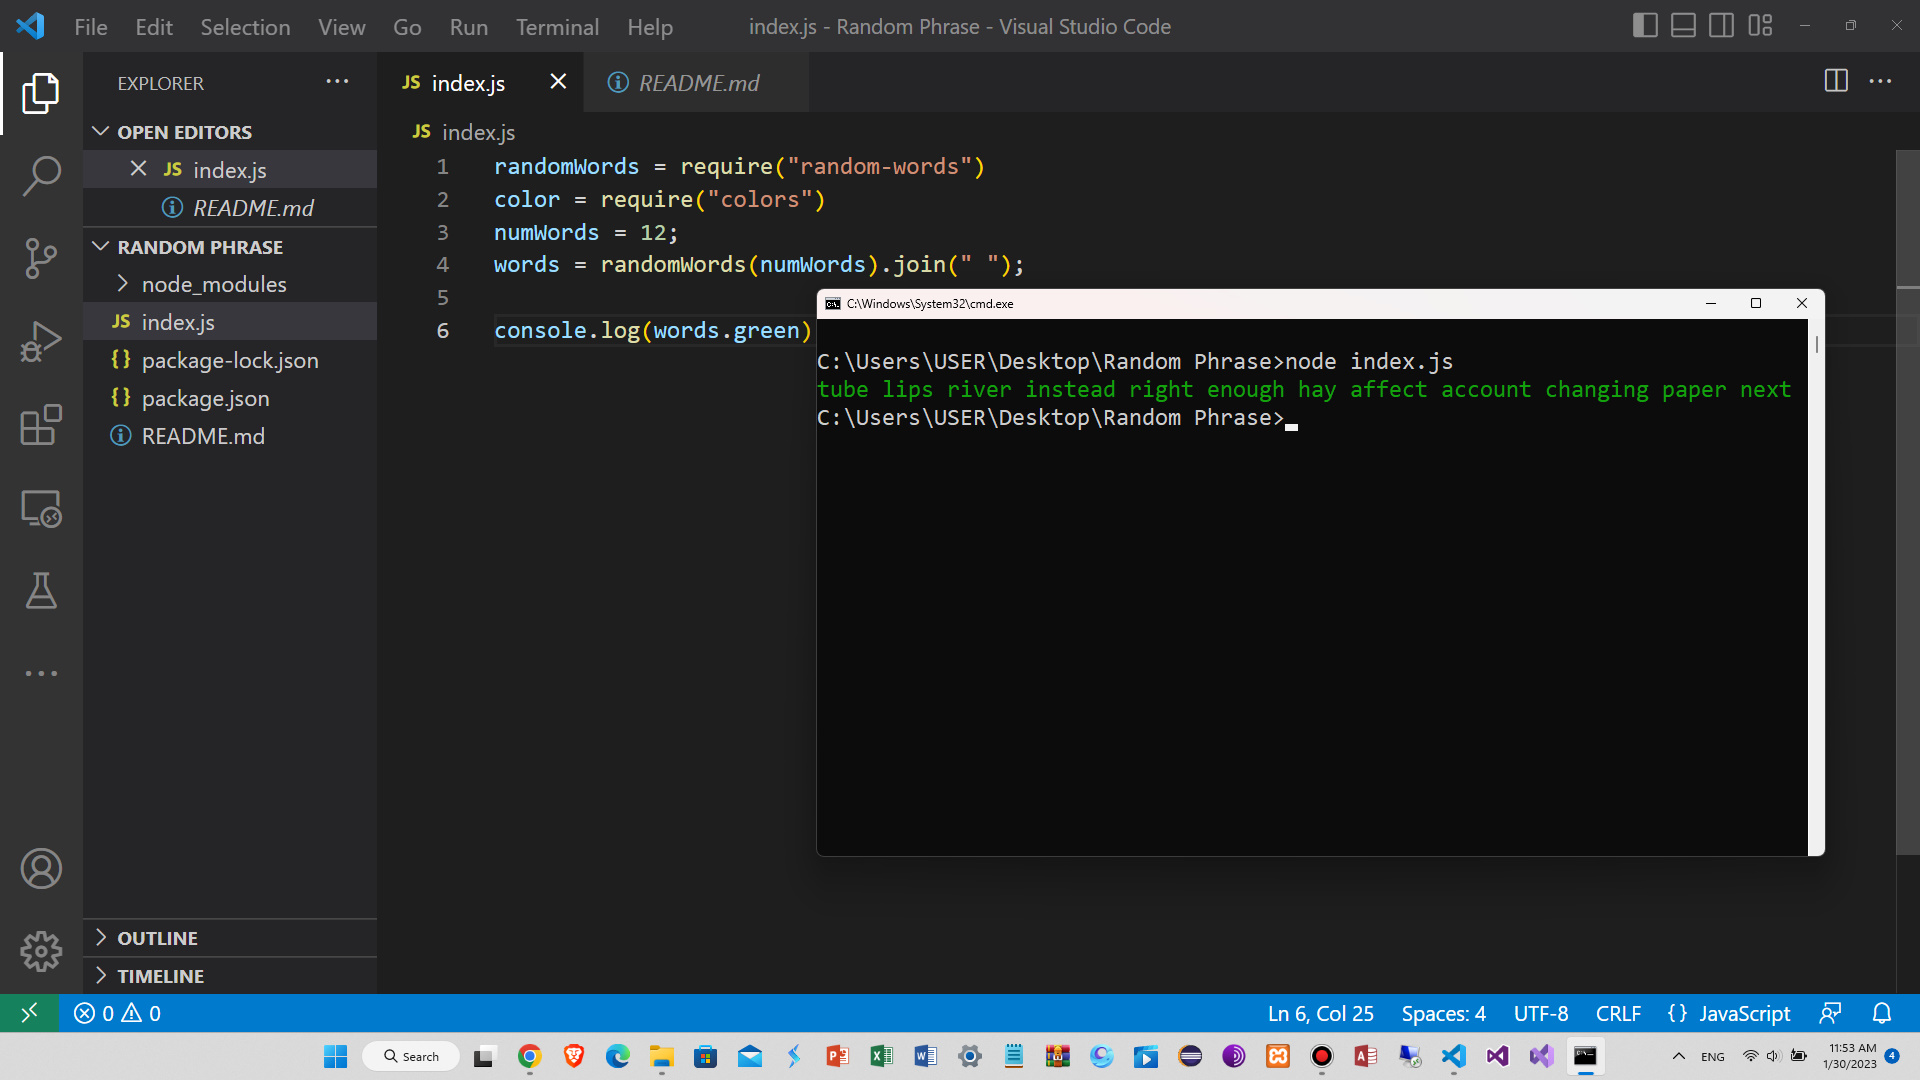 File Edit Selection View Go Run Terminal Help index.js - Random Phrase - Visual Studio Code
EXPLORER
OPEN EDITORS
JS index.js
README.md
RANDOM PHRASE
node_modules
JS index.js
{} package-lock.json
{} package.json
README.md
OUTLINE
TIMELINE
JS index.js README.md
JS index.js
1 randomWords = require("random-words")
2 color = require("colors")
3 numWords = 12;
4 words = randomWords(numWords).join(" ");
5
6 console.log(words.green)
C:\Windows\System32\cmd.exe
C:\Users\USER\Desktop\Random Phrase>node index.js
tube lips river instead right enough hay affect account changing paper next
C:\Users\USER\Desktop\Random Phrase>
0 0 Ln 6, Col 25 Spaces: 4 UTF-8 CRLF {} JavaScript
Search ENG 11:53 AM 4
1/30/2023